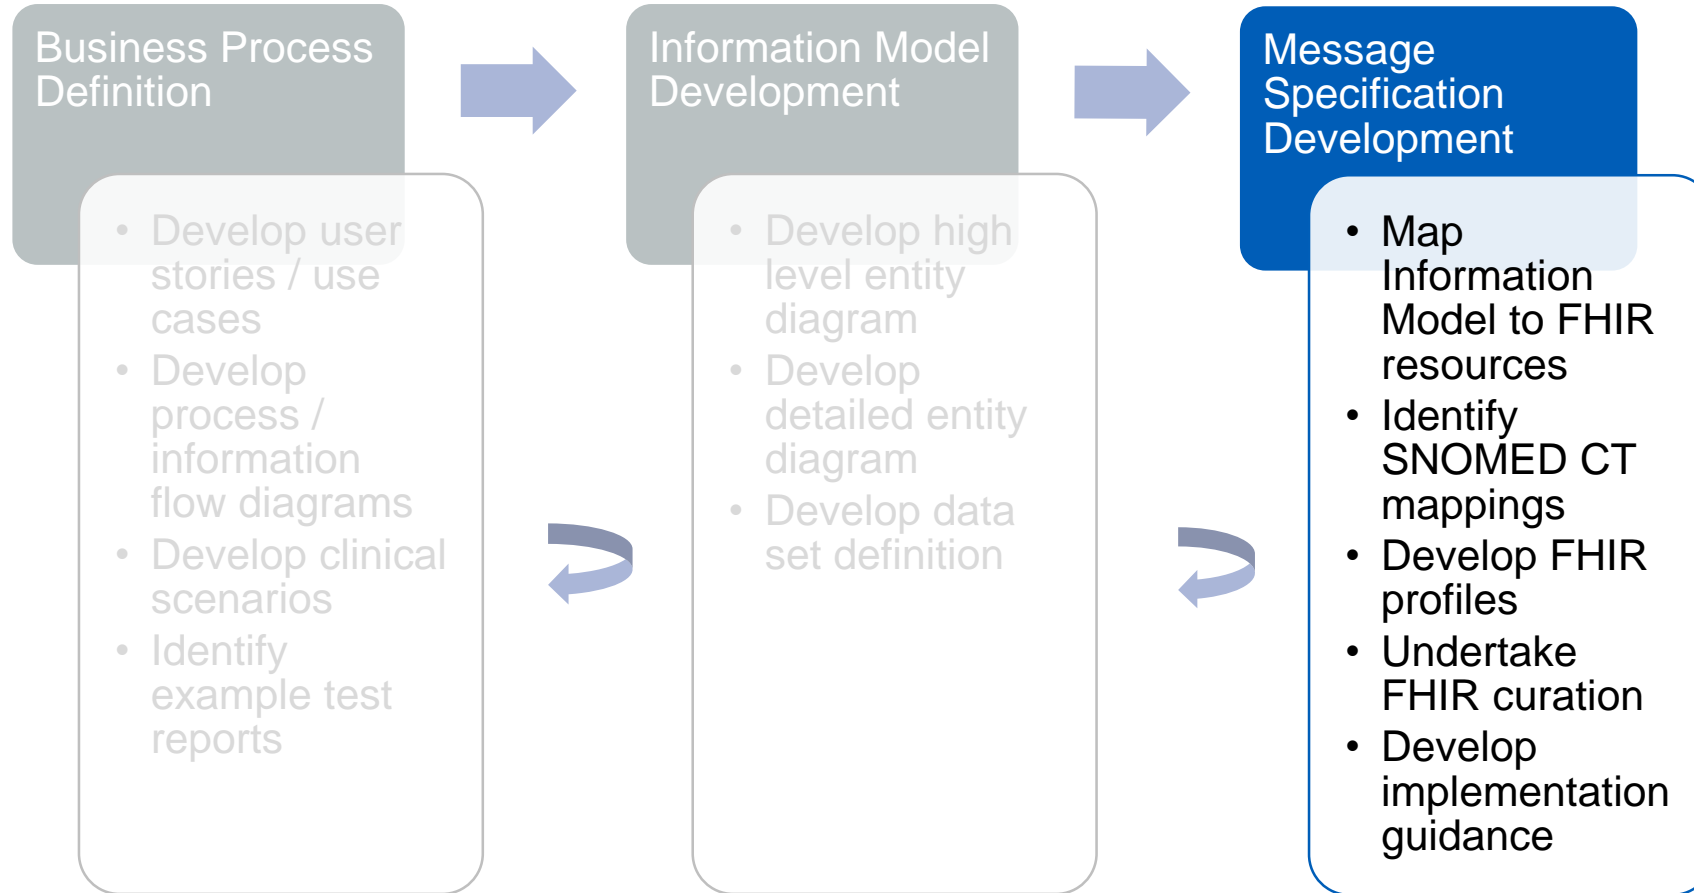 Business Process
Definition
• Develop user
stories / use
cases
• Develop
process /
information
flow diagrams
• Develop clinical
scenarios
• Identify
example test
reports
Information Model
Development
• Develop high
level entity
diagram
• Develop
detailed entity
diagram
• Develop data
set definition
Message
Specification
Development
• Map
Information
Model to FHIR
resources
• Identify
SNOMED CT
mappings
• Develop FHIR
profiles
• Undertake
FHIR curation
• Develop
implementation
guidance